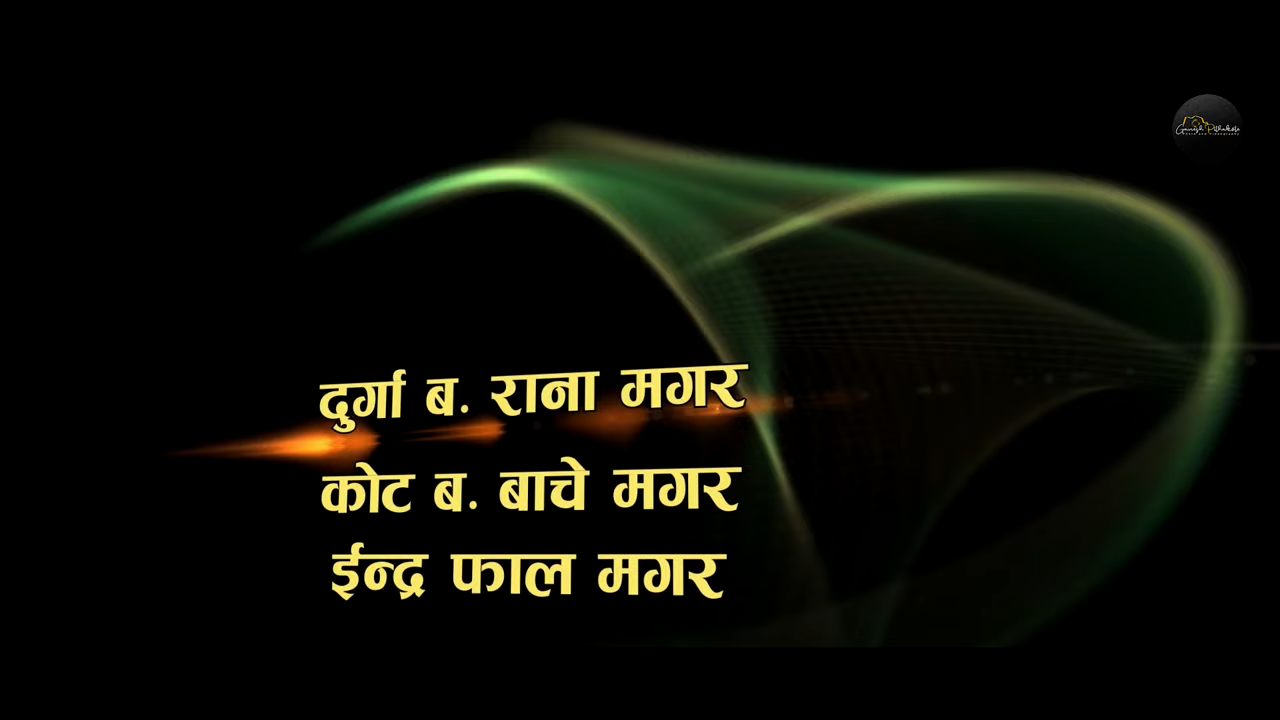 दुर्गा ब. राना मगर
कोट ब. बाचे मगर
ईन्द्र फाल मगर